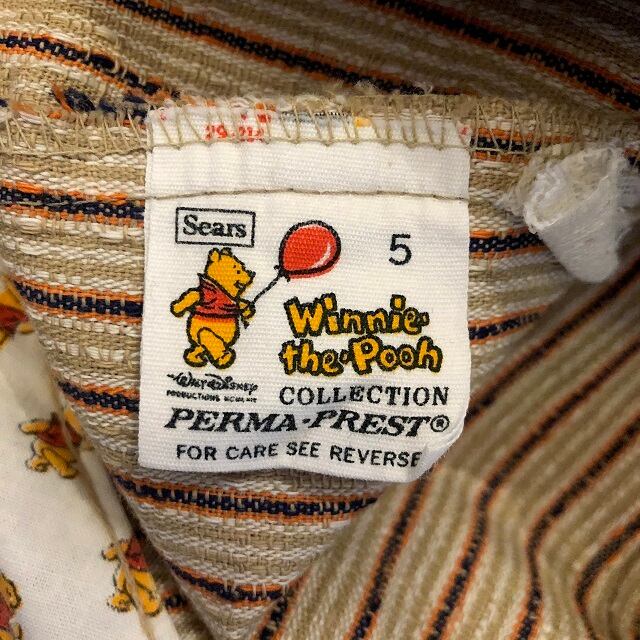 Sears
5
Winnie-
the-Pooh
WALT DISNEY
PRODUCTIONS
COLLECTION
PERMA-PREST®
FOR CARE SEE REVERSE